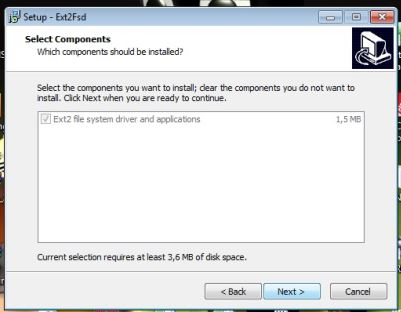 Setup - Ext2Fsd
Select Components
Which components should be installed?
Select the components you want to install; clear the components you do not want to
install. Click Next when you are ready to continue.
Ext2 file system driver and applications 1,5 MB
Current selection requires at least 3,6 MB of disk space.
< Back Next > Cancel